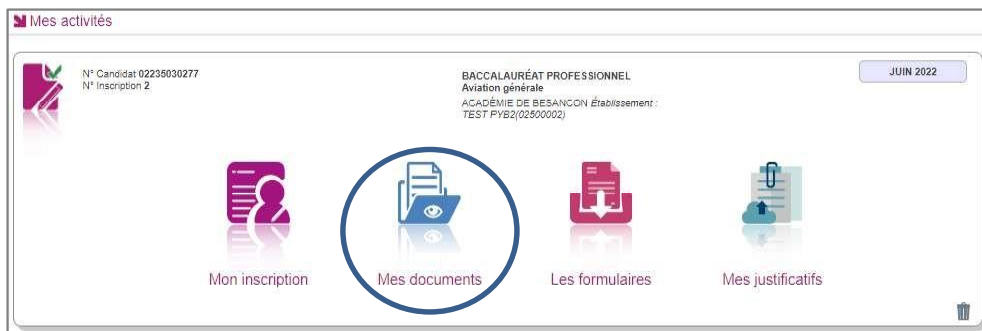 Mes activités
N° Candidat 02235030277
N° Inscription 2
BACCALAURÉAT PROFESSIONNEL
Aviation générale
ACADÉMIE DE BESANCON Établissement :
TEST PYB2(02500002)
JUIN 2022
Mon inscription
Mes documents
Les formulaires
Mes justificatifs